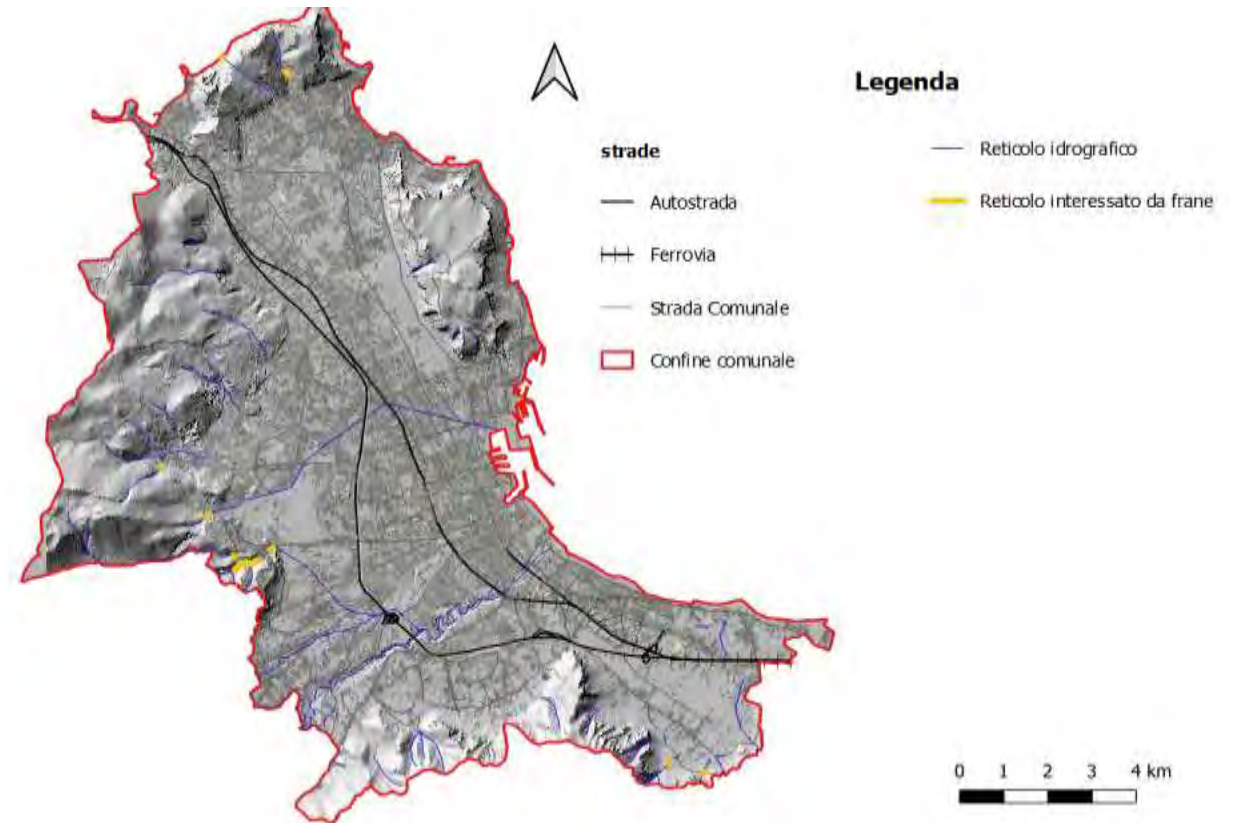 Legenda
strade
Autostrada
Ferrovia
Strada Comunale
Confine comunale
Reticolo idrografico
Reticolo interessato da frane
0 1 2 3 4 km